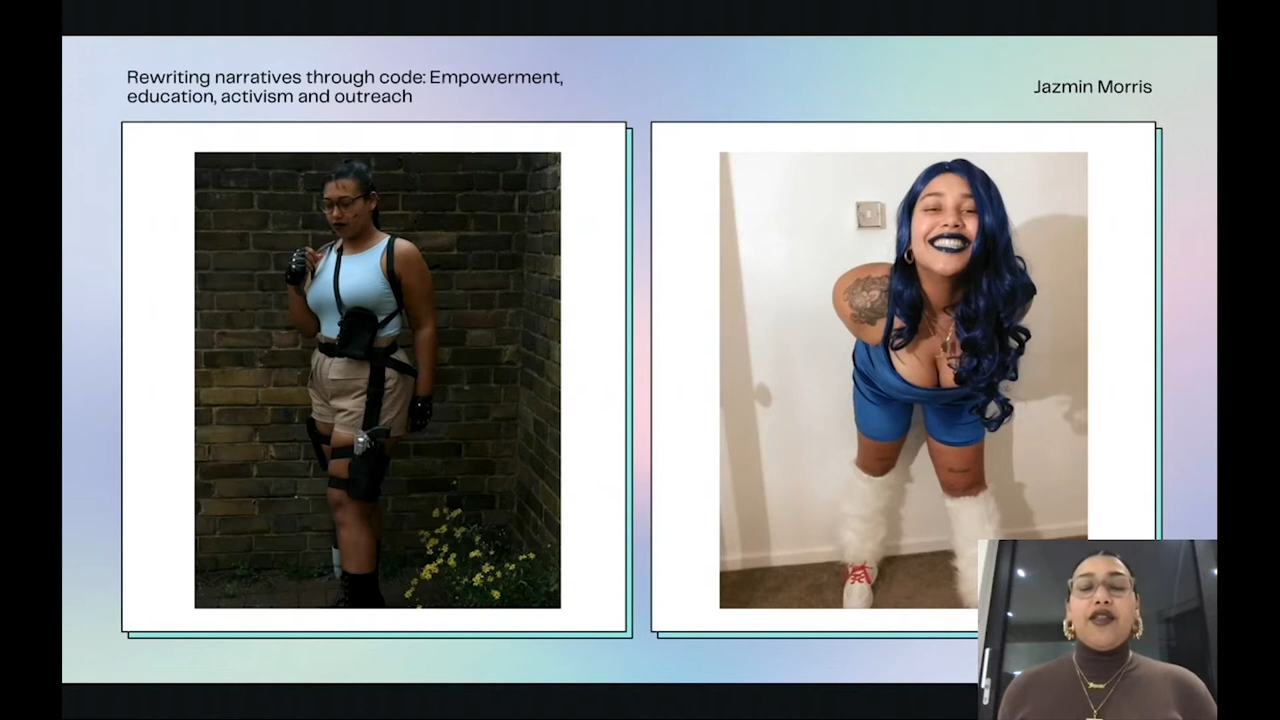 Rewriting narratives through code: Empowerment,
education, activism and outreach
Jazmin Morris